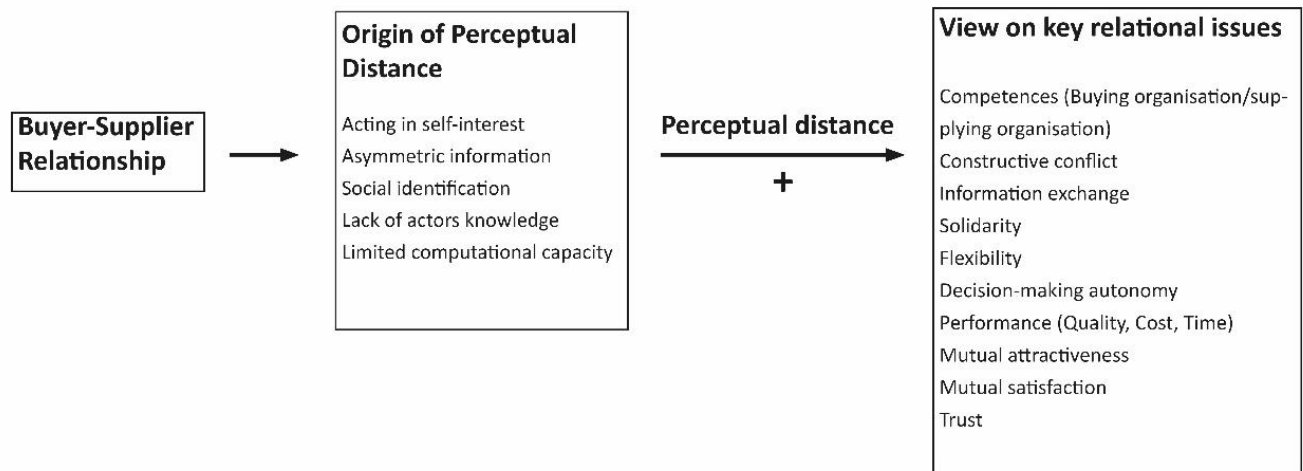 Buyer-Supplier
Relationship
Origin of Perceptual
Distance
Acting in self-interest
Asymmetric information
Social identification
Lack of actors knowledge
Limited computational capacity
Perceptual distance
+
View on key relational issues
Competences (Buying organisation/sup-
plying organisation)
Constructive conflict
Information exchange
Solidarity
Flexibility
Decision-making autonomy
Performance (Quality, Cost, Time)
Mutual attractiveness
Mutual satisfaction
Trust